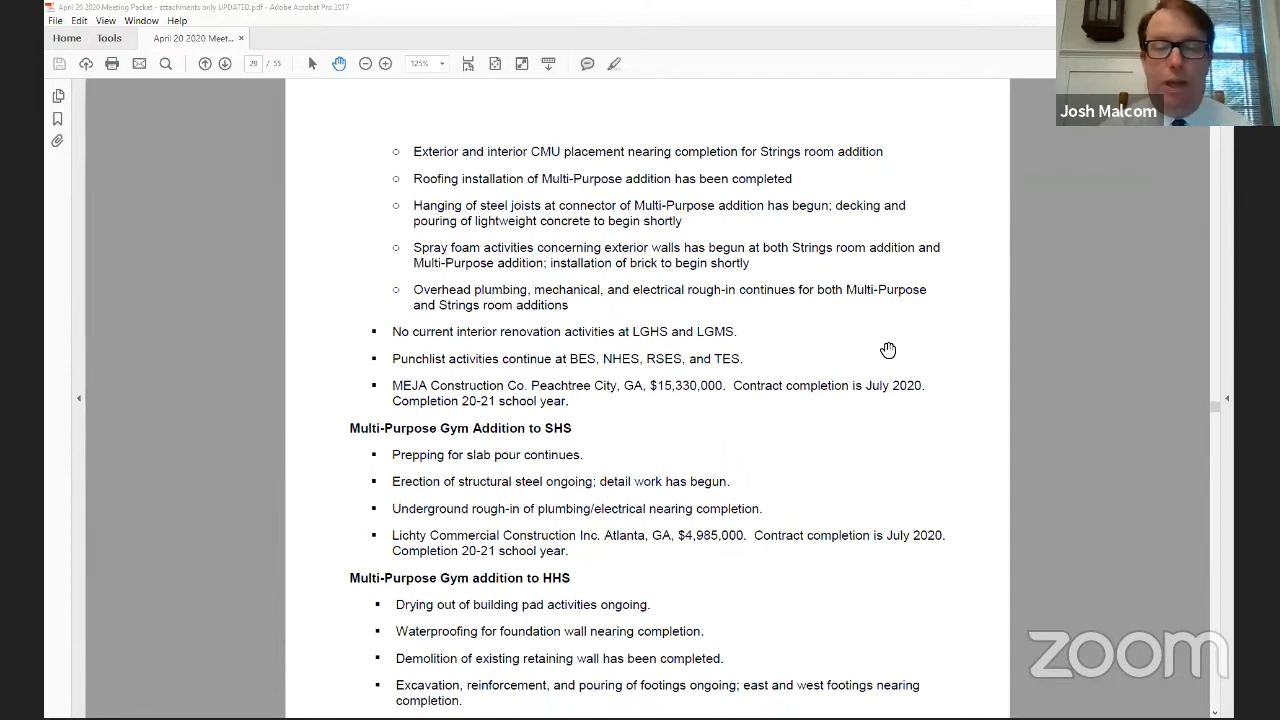 April 20 2020 Meeting Packet - attachments only UPDATED.pdf - Adobe Acrobat Pro 2017
File Edit View Window Help
Home Tools April 20 2020 Meet... ×
29 / 55 125%
Josh Malcom
○ Exterior and interior CMU placement nearing completion for Strings room addition
○ Roofing installation of Multi-Purpose addition has been completed
○ Hanging of steel joists at connector of Multi-Purpose addition has begun; decking and
pouring of lightweight concrete to begin shortly
○ Spray foam activities concerning exterior walls has begun at both Strings room addition and
Multi-Purpose addition; installation of brick to begin shortly
○ Overhead plumbing, mechanical, and electrical rough-in continues for both Multi-Purpose
and Strings room additions
▪ No current interior renovation activities at LGHS and LGMS.
▪ Punchlist activities continue at BES, NHES, RSES, and TES.
▪ MEJA Construction Co. Peachtree City, GA, $15,330,000. Contract completion is July 2020.
Completion 20-21 school year.
Multi-Purpose Gym Addition to SHS
▪ Prepping for slab pour continues.
▪ Erection of structural steel ongoing; detail work has begun.
▪ Underground rough-in of plumbing/electrical nearing completion.
▪ Lichty Commercial Construction Inc. Atlanta, GA, $4,985,000. Contract completion is July 2020.
Completion 20-21 school year.
Multi-Purpose Gym addition to HHS
▪ Drying out of building pad activities ongoing.
▪ Waterproofing for foundation wall nearing completion.
▪ Demolition of existing retaining wall has been completed.
▪ Excavation, reinforcement, and pouring of footings ongoing; east and west footings nearing
completion.
zoom